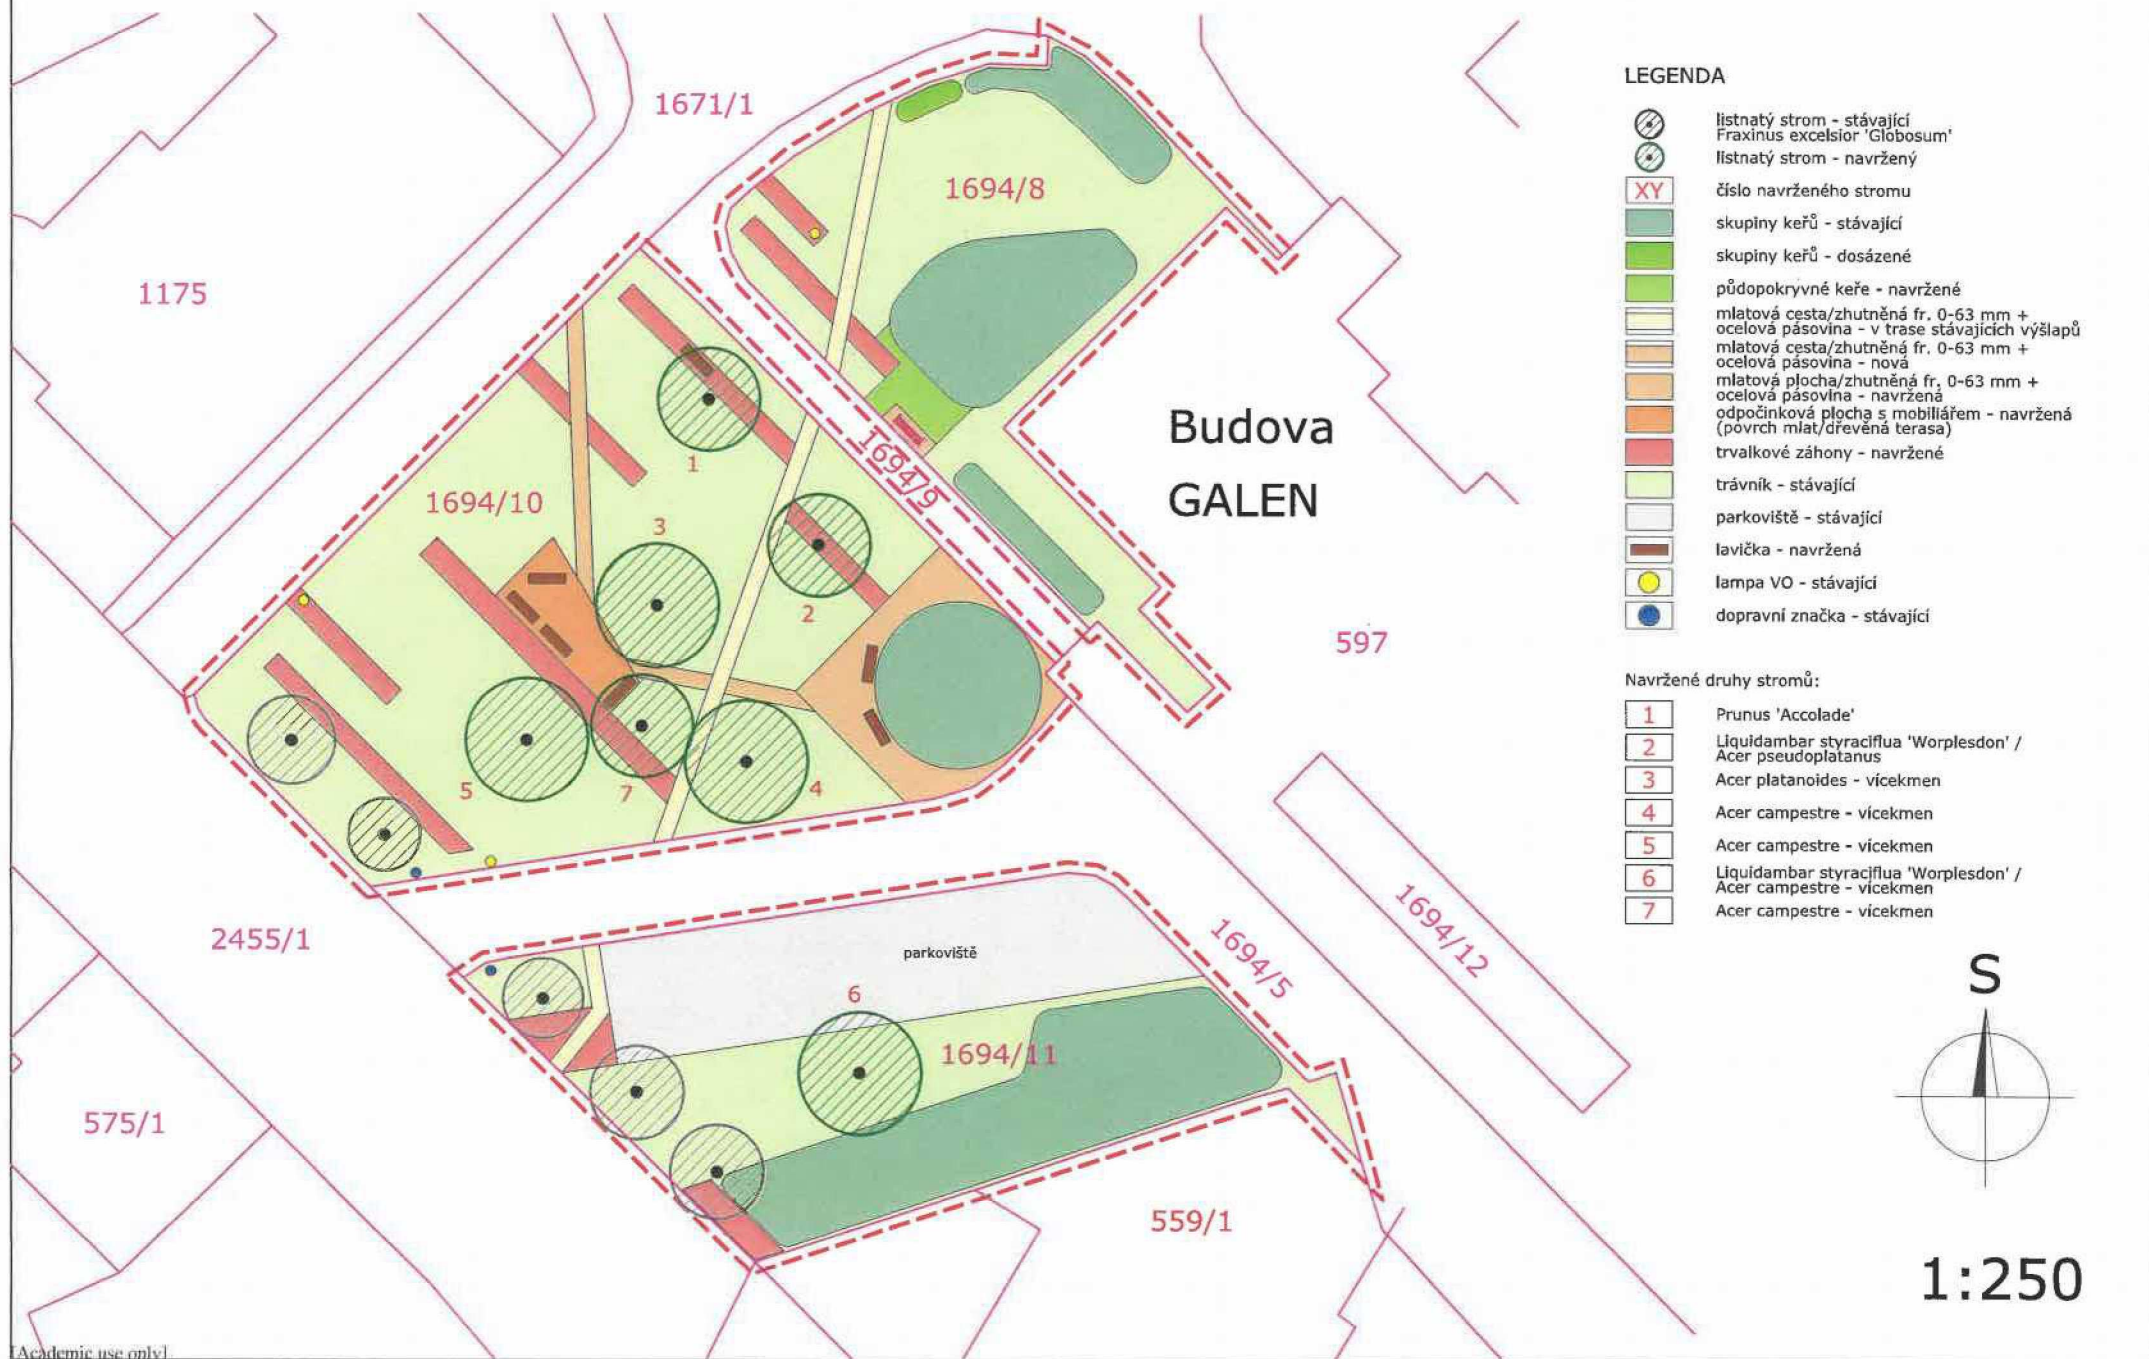 1671/1
1694/8
1175
Budova
GALEN
1694/9
1
1694/10
3
2
597
5
7
4
2455/1
parkoviště
6
1694/5
1694/12
1694/11
575/1
559/1
LEGENDA
listnatý strom - stávající
Fraxinus excelsior 'Globosum'
listnatý strom - navržený
XY číslo navrženého stromu
skupiny keřů - stávající
skupiny keřů - dosázené
půdopokryvné keře - navržené
mlatová cesta/zhutněná fr. 0-63 mm +
ocelová pásovina - v trase stávajících výšlapů
mlatová cesta/zhutněná fr. 0-63 mm +
ocelová pásovina - nová
mlatová plocha/zhutněná fr. 0-63 mm +
ocelová pásovina - navržená
odpočinková plocha s mobiliářem - navržená
(povrch mlat/dřevěná terasa)
trvalkové záhony - navržené
trávník - stávající
parkoviště - stávající
lavička - navržená
lampa VO - stávající
dopravní značka - stávající
Navržené druhy stromů:
1 Prunus 'Accolade'
2 Liquidambar styraciflua 'Worplesdon' /
Acer pseudoplatanus
3 Acer platanoides - vícekmen
4 Acer campestre - vícekmen
5 Acer campestre - vícekmen
6 Liquidambar styraciflua 'Worplesdon' /
Acer campestre - vícekmen
7 Acer campestre - vícekmen
S
1:250
[Academic use only]